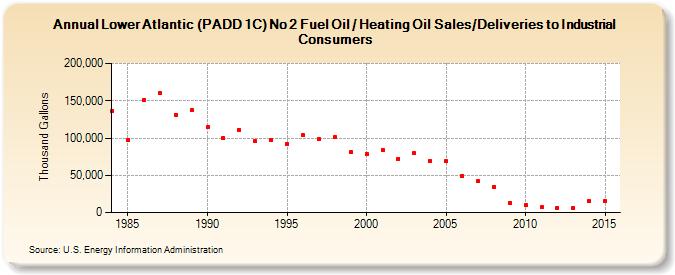 Annual Lower Atlantic (PADD 1C) No 2 Fuel Oil / Heating Oil Sales/Deliveries to Industrial
Consumers
Thousand Gallons
200,000
150,000
100,000
50,000
0
1985 1990 1995 2000 2005 2010 2015
Source: U.S. Energy Information Administration